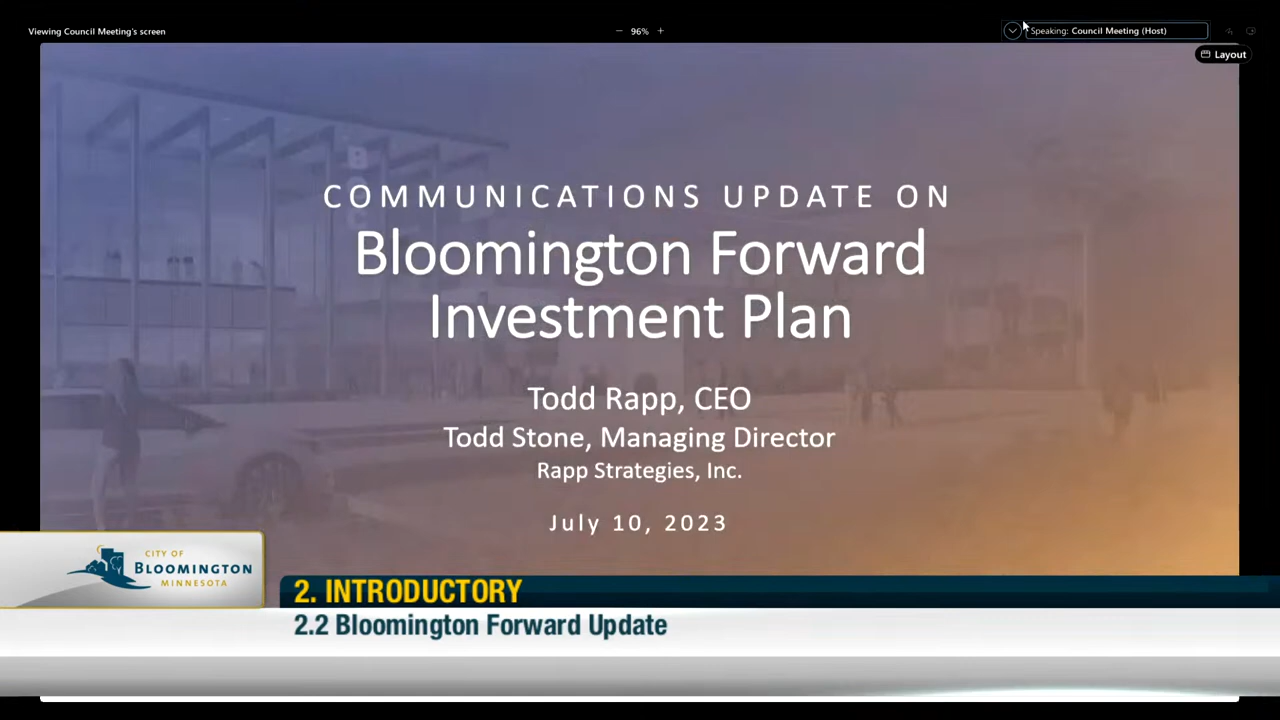 Viewing Council Meeting's screen
− 96% +
Speaking: Council Meeting (Host)
Layout
COMMUNICATIONS UPDATE ON
Bloomington Forward
Investment Plan
Todd Rapp, CEO
Todd Stone, Managing Director
Rapp Strategies, Inc.
July 10, 2023
CITY OF
BLOOMINGTON
MINNESOTA
2. INTRODUCTORY
2.2 Bloomington Forward Update